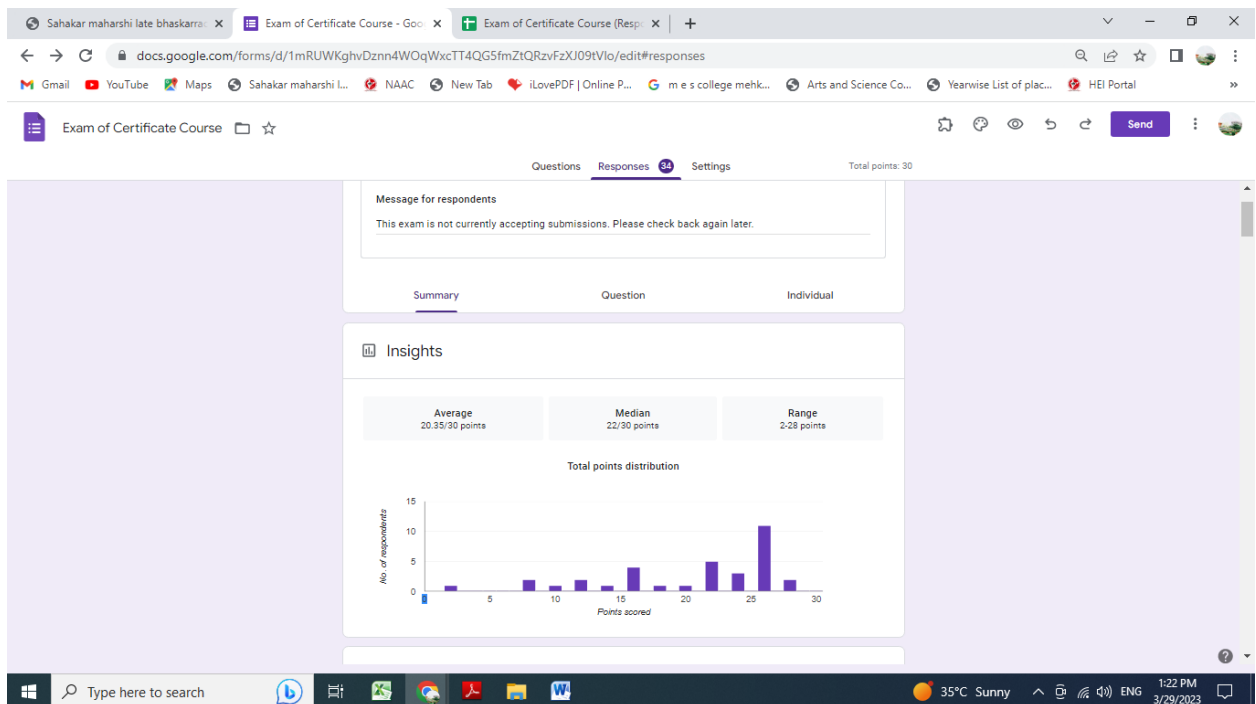 Sahakar maharshi late bhaskarra
Exam of Certificate Course - Goo
Exam of Certificate Course (Resp
docs.google.com/forms/d/1mRUWKghvDznn4WOqWxcTT4QG5fmZtQRzvFzXJ09tVIo/edit#responses
Gmail YouTube Maps Sahakar maharshi l... NAAC New Tab iLovePDF | Online P... G m e s college mehk... Arts and Science Co... Yearwise List of plac... HEI Portal »
Exam of Certificate Course
Send
Questions Responses 34 Settings Total points: 30
Message for respondents
This exam is not currently accepting submissions. Please check back again later.
Summary Question Individual
Insights
Average Median Range
20.35/30 points 22/30 points 2-28 points
Total points distribution
No. of respondents
15
10
5
0
5 10 15 20 25 30
Points scored
Type here to search
35°C Sunny ENG 1:22 PM
3/29/2023